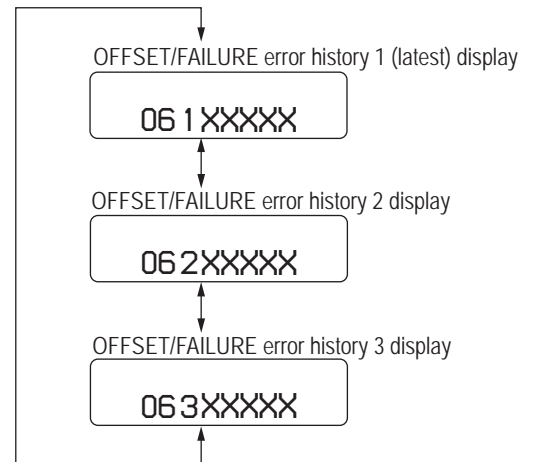 OFFSET/FAILURE error history 1 (latest) display
061XXXXX
OFFSET/FAILURE error history 2 display
062XXXXX
OFFSET/FAILURE error history 3 display
063XXXXX